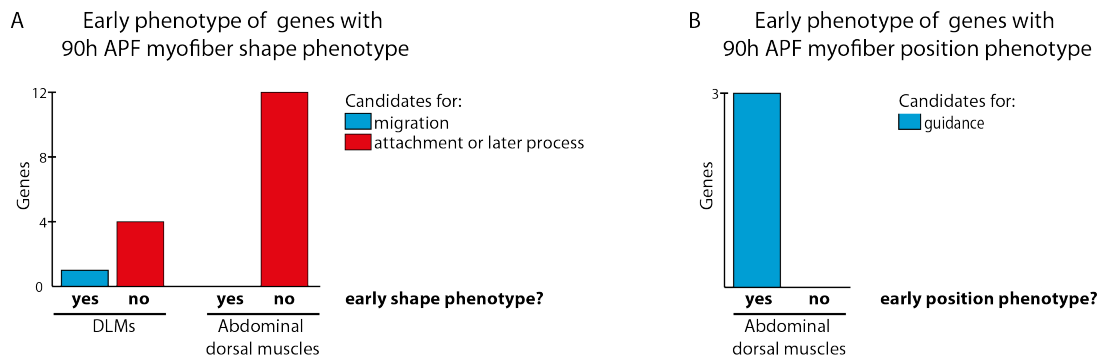 A
Early phenotype of genes with
90h APF myofiber shape phenotype
12
8
4
0
Genes
Candidates for:
migration
attachment or later process
yes no yes no
early shape phenotype?
DLMs
Abdominal
dorsal muscles
B
Early phenotype of genes with
90h APF myofiber position phenotype
3
Genes
Candidates for:
guidance
yes no
early position phenotype?
Abdominal
dorsal muscles